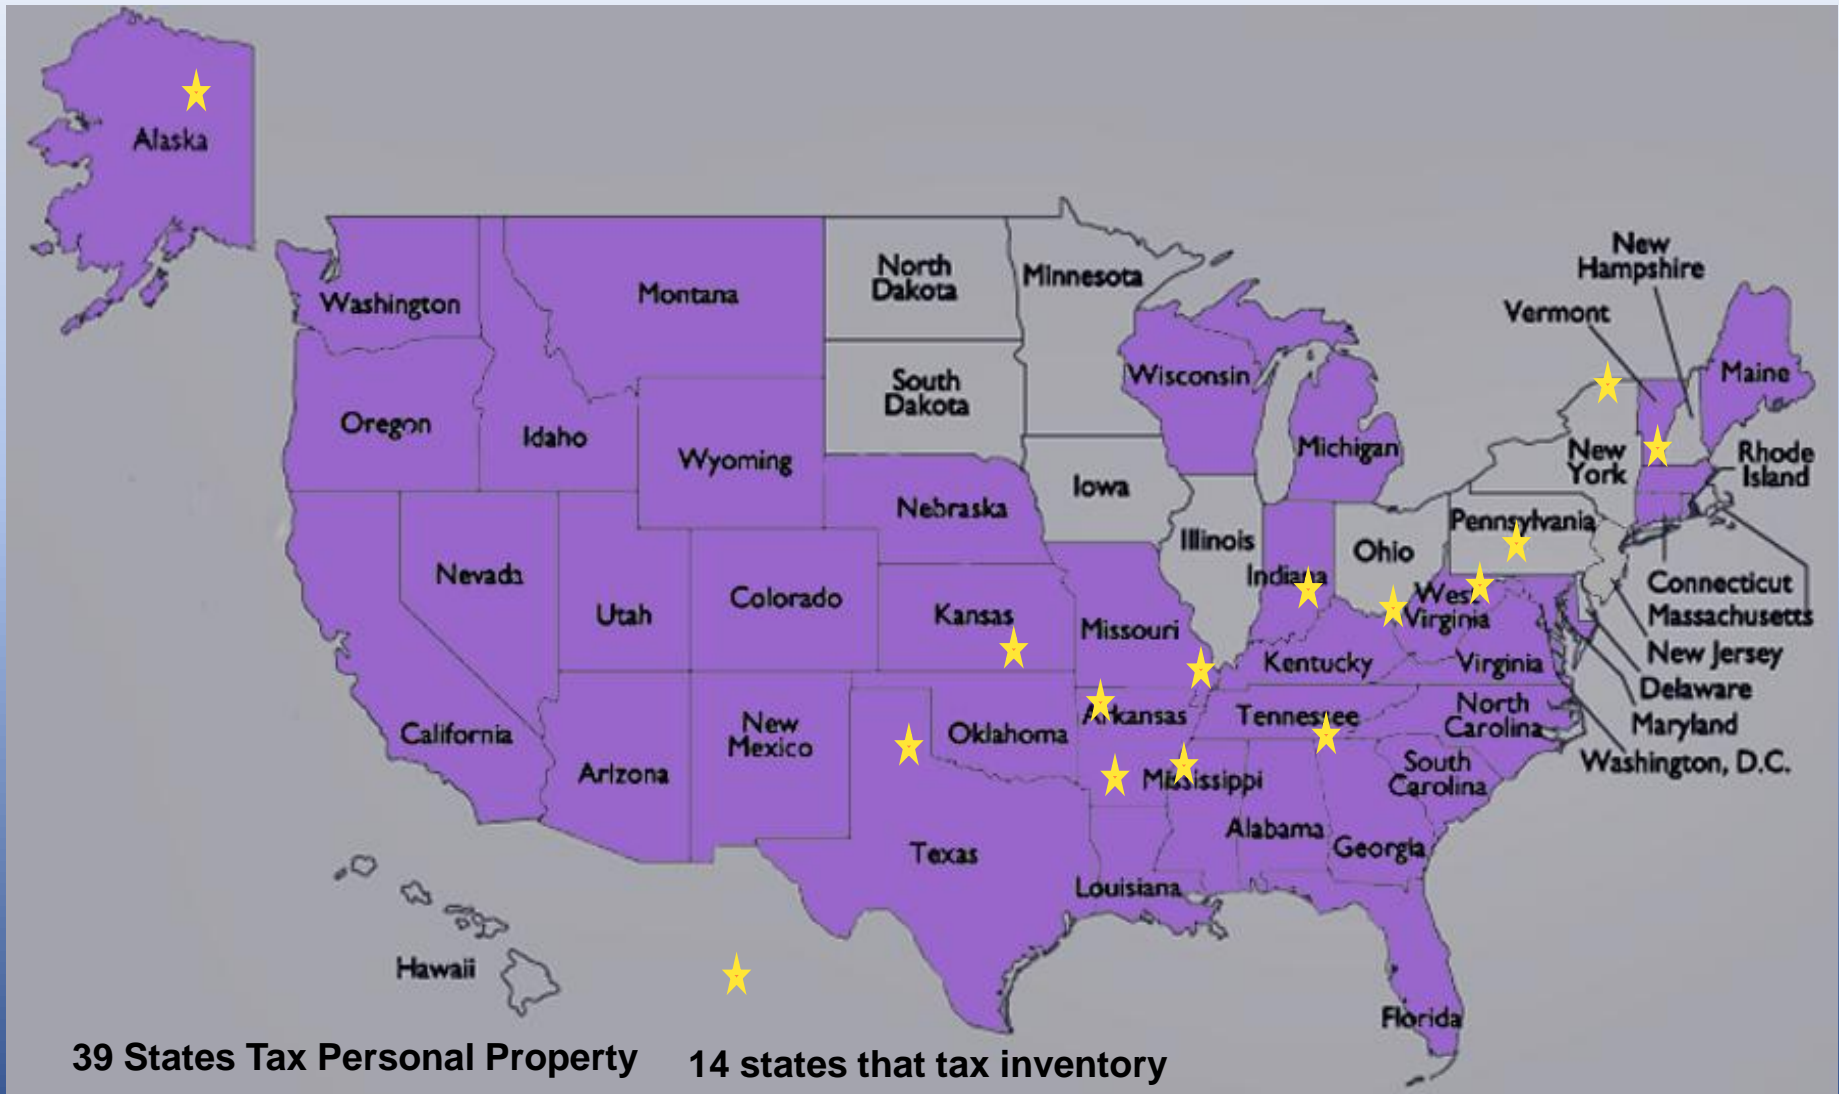 Alaska
Washington
Montana
North
Dakota
Minnesota
New
Hampshire
Vermont
Maine
Oregon
Idaho
South
Dakota
Wisconsin
Michigan
Wyoming
New
York
Rhode
Island
Nebraska
Iowa
Illinois
Indiana
Ohio
Pennsylvania
Nevada
Utah
Colorado
Kansas
Missouri
West
Virginia
Kentucky
Virginia
Connecticut
Massachusetts
New Jersey
Delaware
Maryland
Washington, D.C.
California
Arizona
New
Mexico
Oklahoma
Arkansas
Tennessee
North
Carolina
South
Carolina
Mississippi
Alabama
Georgia
Texas
Louisiana
Florida
Hawaii
39 States Tax Personal Property
14 states that tax inventory